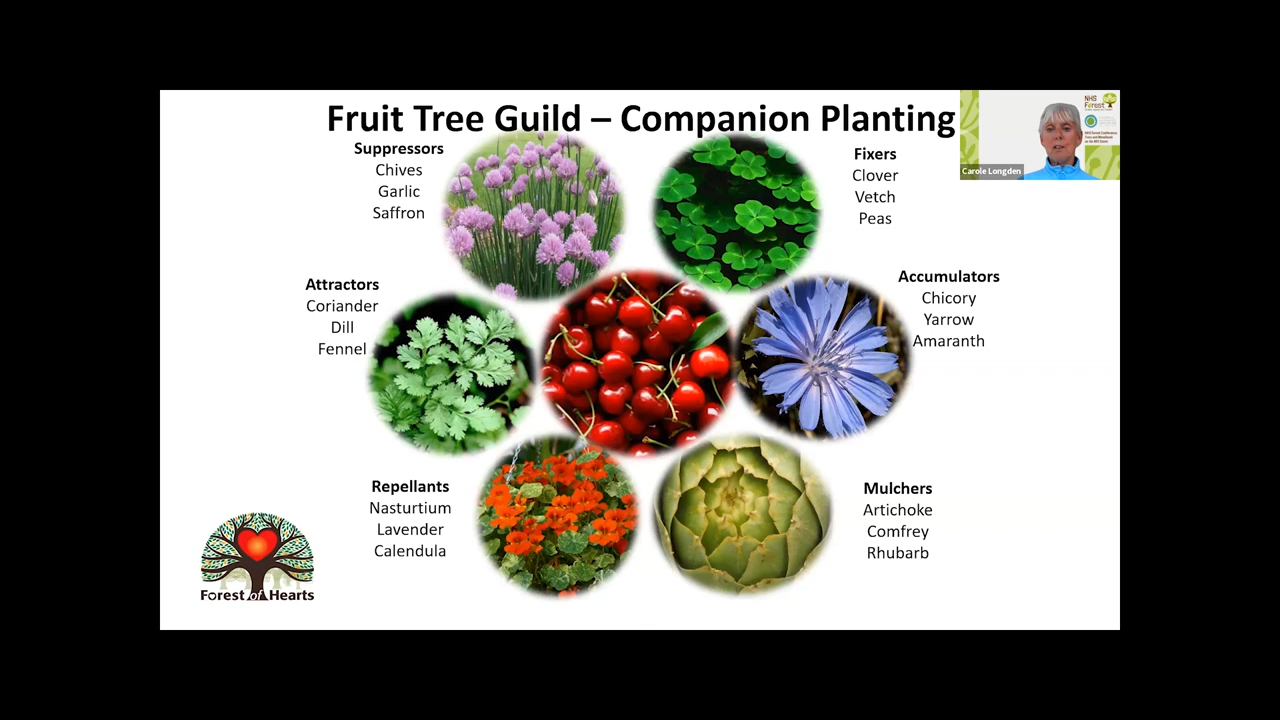 Fruit Tree Guild – Companion Planting
Suppressors
Chives
Garlic
Saffron
Fixers
Clover
Vetch
Peas
Attractors
Coriander
Dill
Fennel
Accumulators
Chicory
Yarrow
Amaranth
Repellants
Nasturtium
Lavender
Calendula
Mulchers
Artichoke
Comfrey
Rhubarb
Forest of Hearts
NHS
Forest
Carole Longden